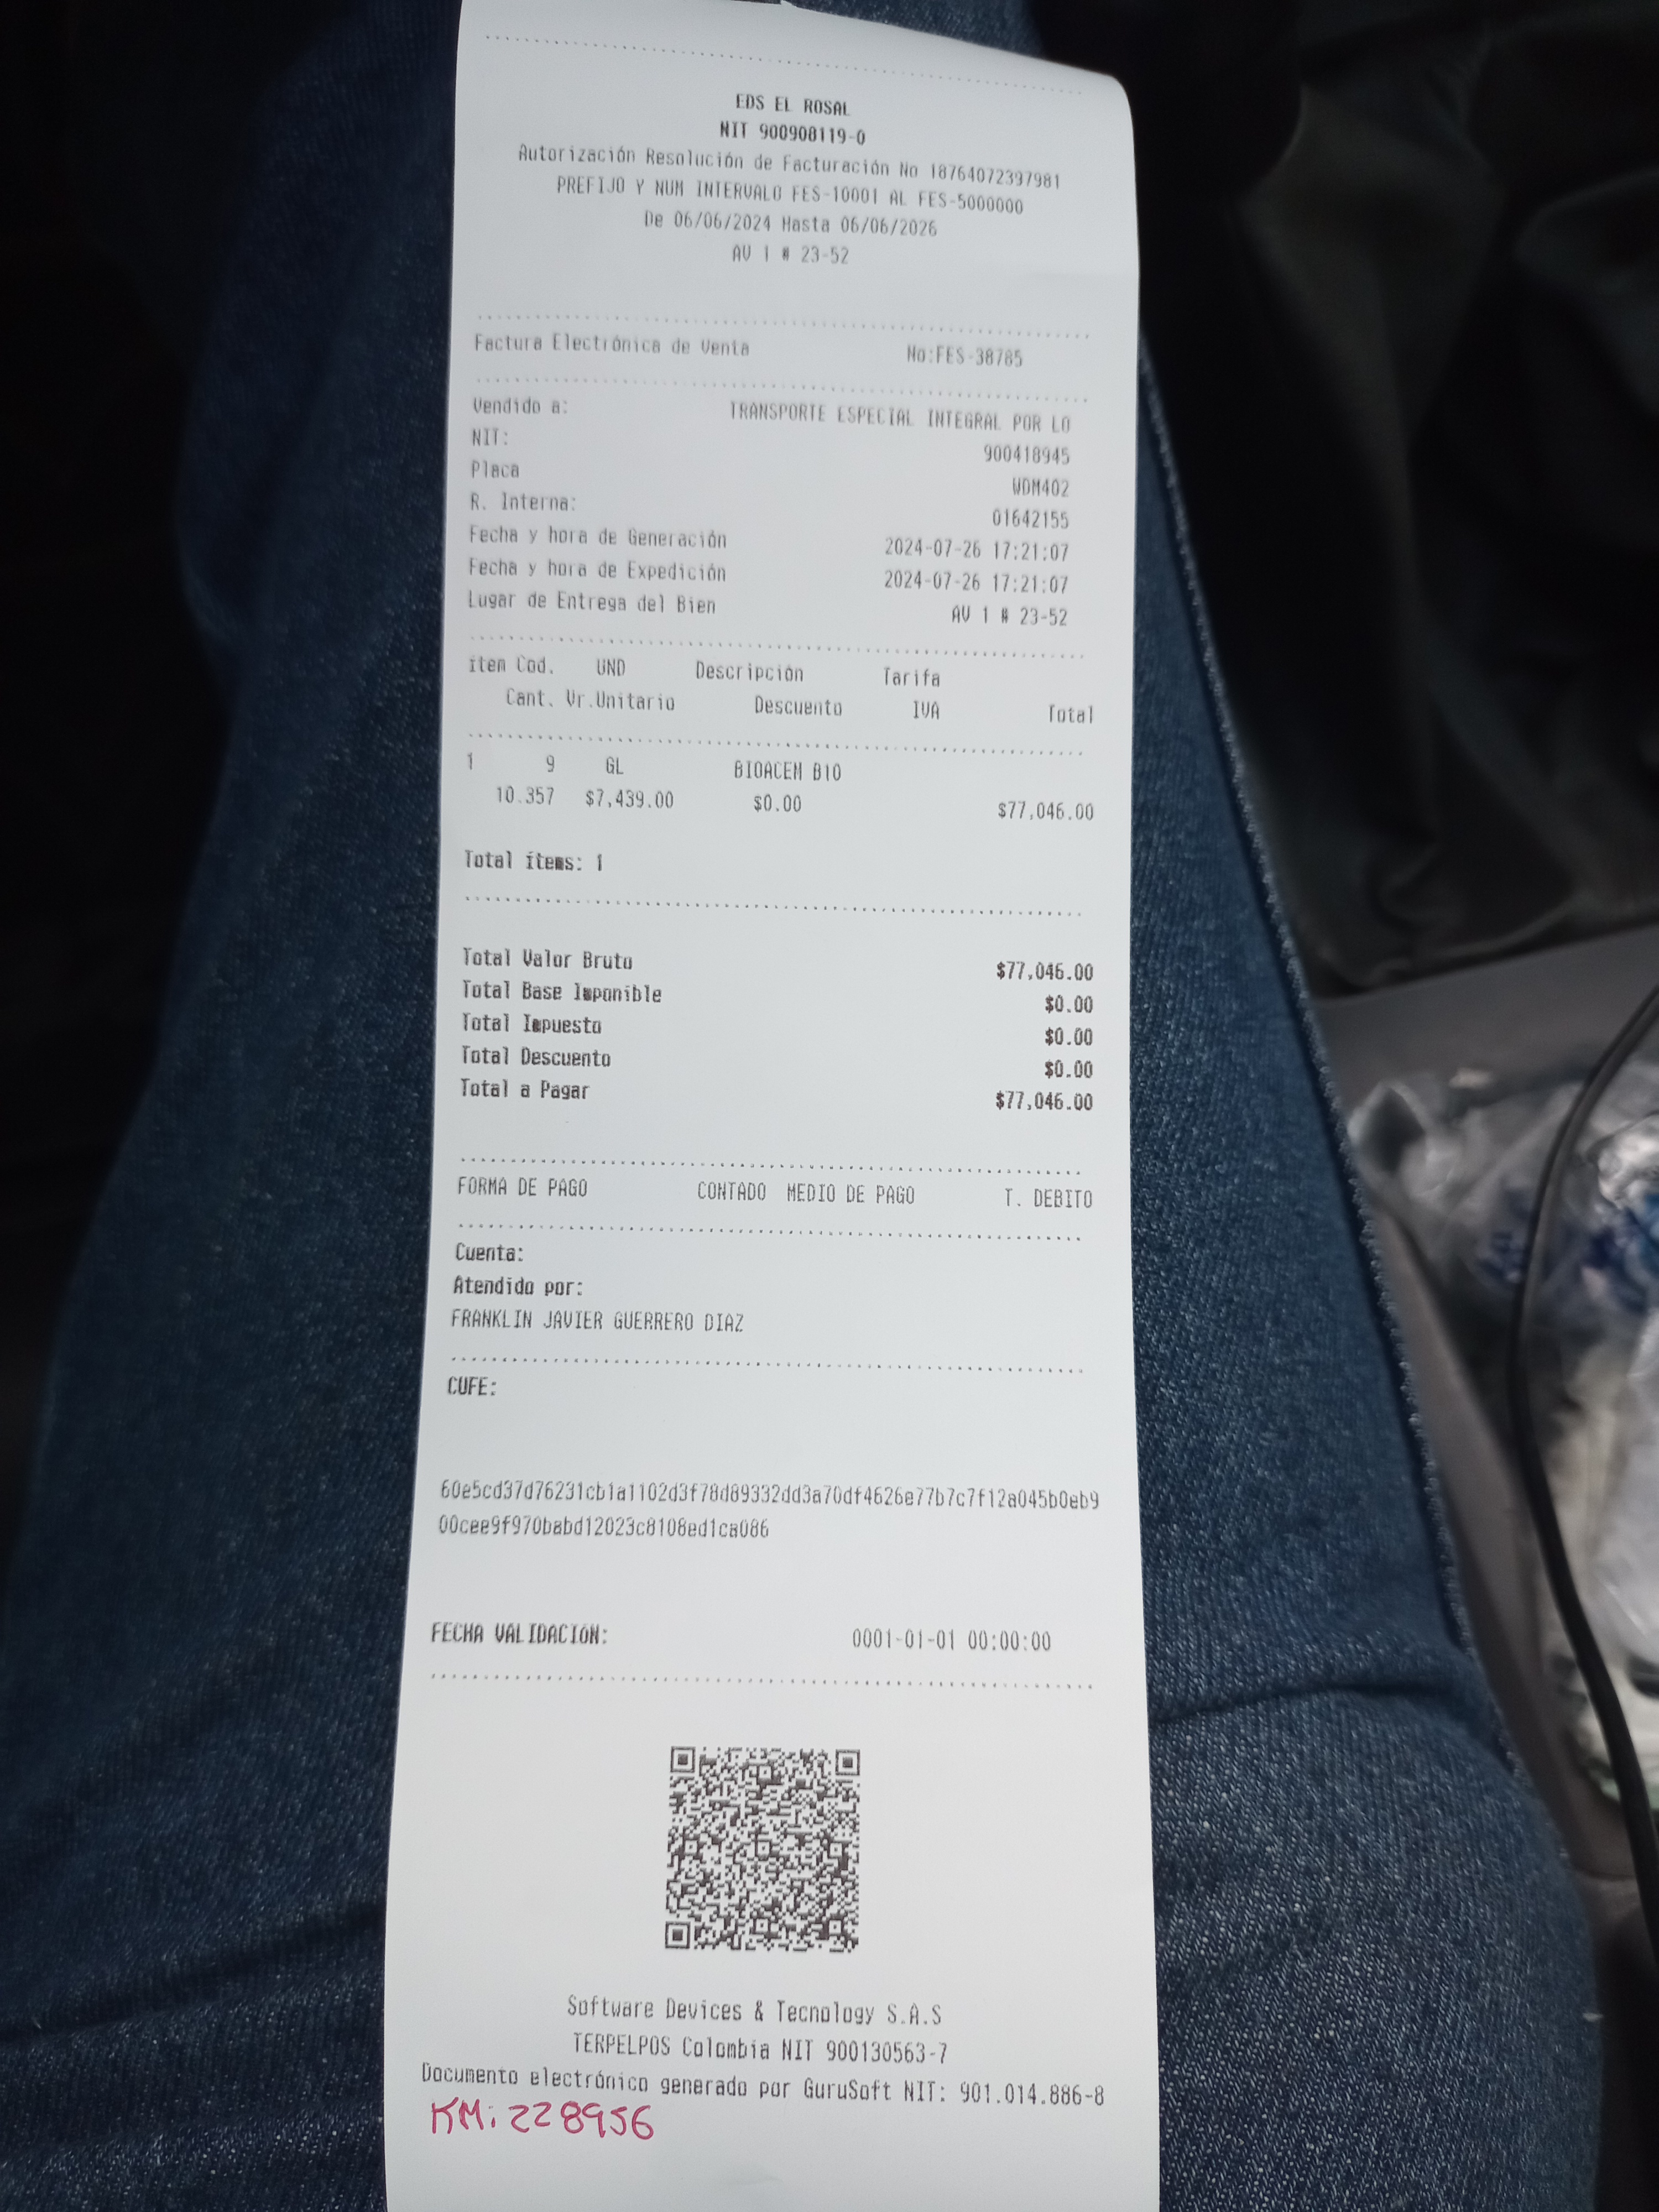 EDS EL ROSAL
NIT 900908119-0
Autorización Resolución de Facturación No 18764072397981
PREFIJO Y NUM INTERVALO FES-10001 AL FES-5000000
De 06/06/2024 Hasta 06/06/2026
AV 1 # 23-52
Factura Electrónica de Venta No:FES-38785
Vendido a: TRANSPORTE ESPECIAL INTEGRAL POR LO
NIT: 900418945
Placa WDM402
R. Interna: 01642155
Fecha y hora de Generación 2024-07-26 17:21:07
Fecha y hora de Expedición 2024-07-26 17:21:07
Lugar de Entrega del Bien AV 1 # 23-52
ítem Cod. UND Descripción Tarifa
Cant. Vr.Unitario Descuento IVA Total
1 9 GL BIOACEM B10
10.357 $7,439.00 $0.00 $77,046.00
Total ítems: 1
Total Valor Bruto $77,046.00
Total Base Imponible $0.00
Total Impuesto $0.00
Total Descuento $0.00
Total a Pagar $77,046.00
FORMA DE PAGO CONTADO MEDIO DE PAGO T. DEBITO
Cuenta:
Atendido por:
FRANKLIN JAVIER GUERRERO DIAZ
CUFE:
60e5cd37d76231cb1a1102d3f78d89332dd3a70df4626e77b7c7f12a045b0eb9
00cee9f970babd12023c8108ed1ca086
FECHA VALIDACIÓN: 0001-01-01 00:00:00
Software Devices & Tecnology S.A.S
TERPELPOS Colombia NIT 900130563-7
Documento electrónico generado por GuruSoft NIT: 901.014.886-8
KM: 228956